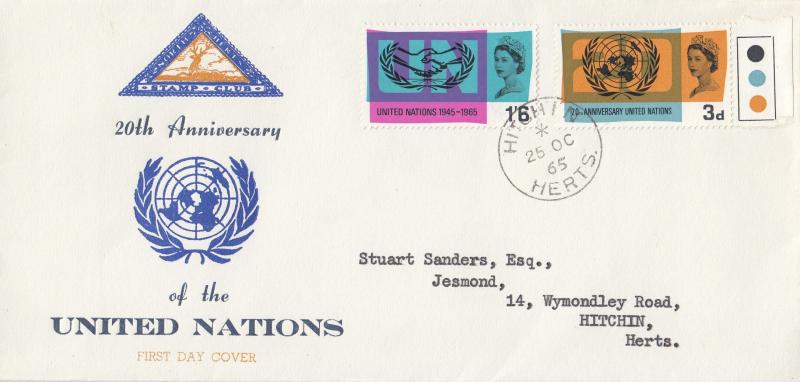 STAMP · CLUB
20th Anniversary
of the
UNITED NATIONS
FIRST DAY COVER
UNITED NATIONS 1945-1965
1'6
20TH ANNIVERSARY UNITED NATIONS
3d
HITCHIN
25 OC
65
HERTS.
Stuart Sanders, Esq.,
Jesmond,
14, Wymondley Road,
HITCHIN,
Herts.